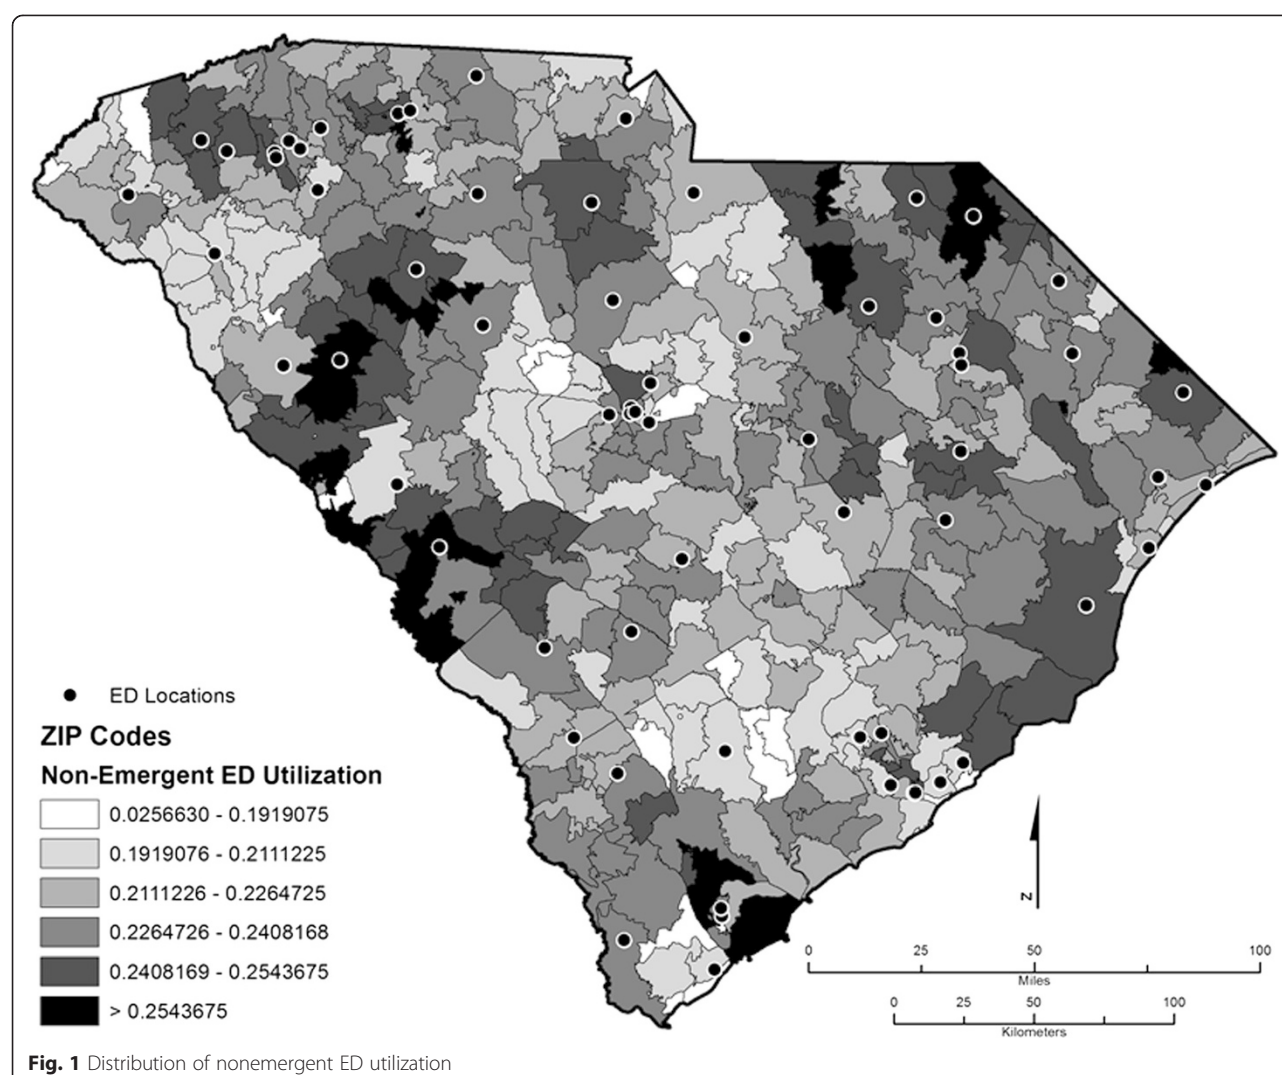 ED Locations
ZIP Codes
Non-Emergent ED Utilization
0.0256630 - 0.1919075
0.1919076 - 0.2111225
0.2111226 - 0.2264725
0.2264726 - 0.2408168
0.2408169 - 0.2543675
> 0.2543675
N
0 25 50 100
Miles
0 25 50 100
Kilometers
Fig. 1 Distribution of nonemergent ED utilization